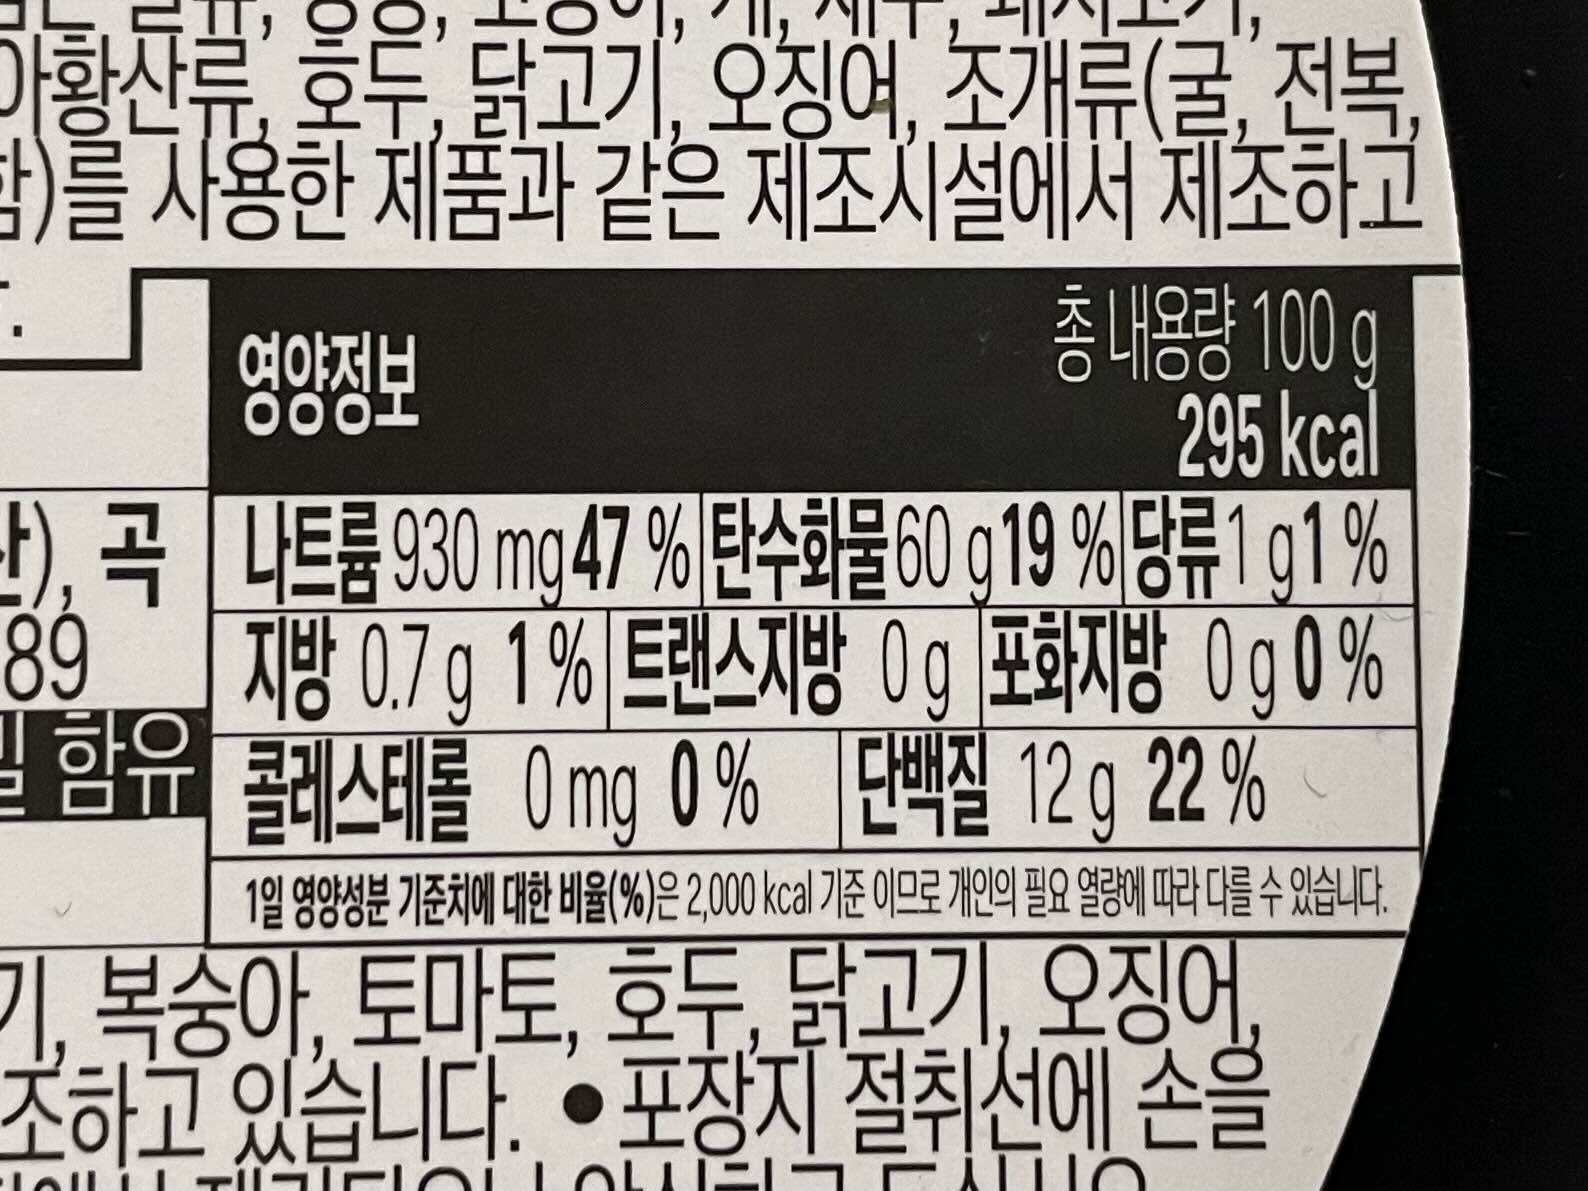 아황산류, 호두, 닭고기, 오징어, 조개류(굴, 전복,
함)를 사용한 제품과 같은 제조시설에서 제조하고
영양정보
총 내용량 100 g
295 kcal
나트륨 930 mg 47 % 탄수화물 60 g 19 % 당류 1 g 1 %
지방 0.7 g 1 % 트랜스지방 0 g 포화지방 0 g 0 %
콜레스테롤 0 mg 0 % 단백질 12 g 22 %
1일 영양성분 기준치에 대한 비율(%)은 2,000 kcal 기준 이므로 개인의 필요 열량에 따라 다를 수 있습니다.
곡
89
밀 함유
기, 복숭아, 토마토, 호두, 닭고기, 오징어,
조하고 있습니다. ● 포장지 절취선에 손을